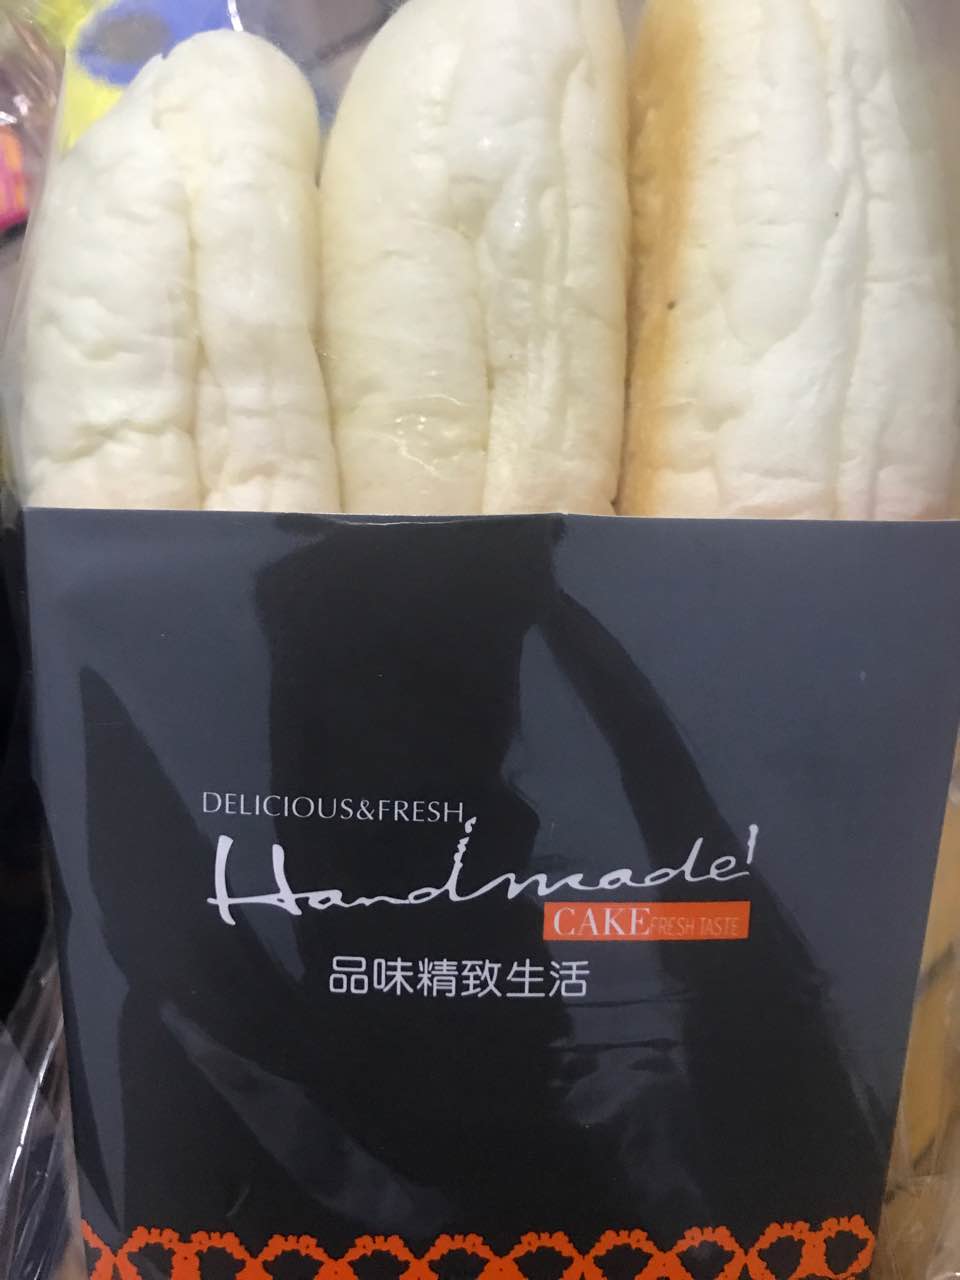 DELICIOUS&FRESH
Handmade!
CAKE FRESH TASTE
品味精致生活